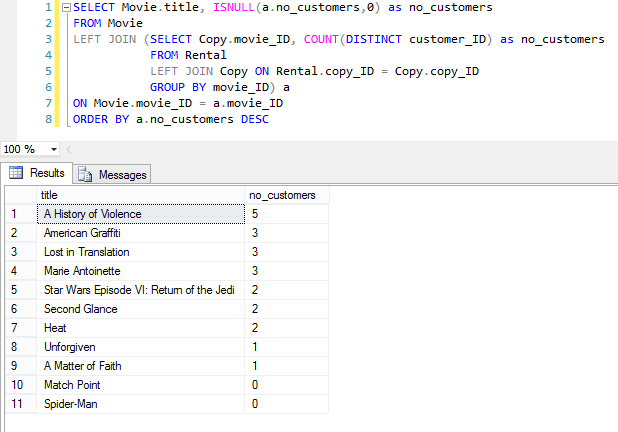 1 SELECT Movie.title, ISNULL(a.no_customers,0) as no_customers
2 FROM Movie
3 LEFT JOIN (SELECT Copy.movie_ID, COUNT(DISTINCT customer_ID) as no_customers
4 FROM Rental
5 LEFT JOIN Copy ON Rental.copy_ID = Copy.copy_ID
6 GROUP BY movie_ID) a
7 ON Movie.movie_ID = a.movie_ID
8 ORDER BY a.no_customers DESC
100 %
Results Messages
title no_customers
1 A History of Violence 5
2 American Graffiti 3
3 Lost in Translation 3
4 Marie Antoinette 3
5 Star Wars Episode VI: Return of the Jedi 2
6 Second Glance 2
7 Heat 2
8 Unforgiven 1
9 A Matter of Faith 1
10 Match Point 0
11 Spider-Man 0